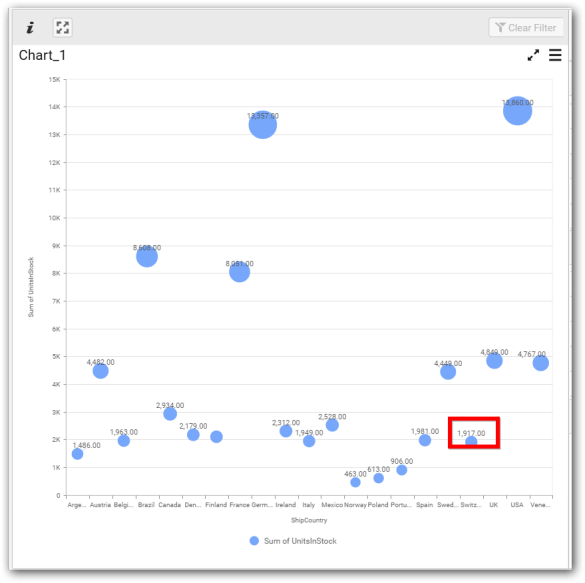 i
Clear Filter
Chart_1
15K
14K
13K
12K
11K
10K
9K
8K
7K
6K
5K
4K
3K
2K
1K
0
Sum of UnitsInStock
1,486.00
4,482.00
1,963.00
8,608.00
2,934.00
2,179.00
8,081.00
13,357.00
2,312.00
1,949.00
2,528.00
463.00
613.00
906.00
1,981.00
4,449.00
1,917.00
4,849.00
13,860.00
4,767.00
Arge... Austria Belgi... Brazil Canada Den... Finland France Germ... Ireland Italy Mexico Norway Poland Portu... Spain Swed... Switz... UK USA Vene...
ShipCountry
Sum of UnitsInStock